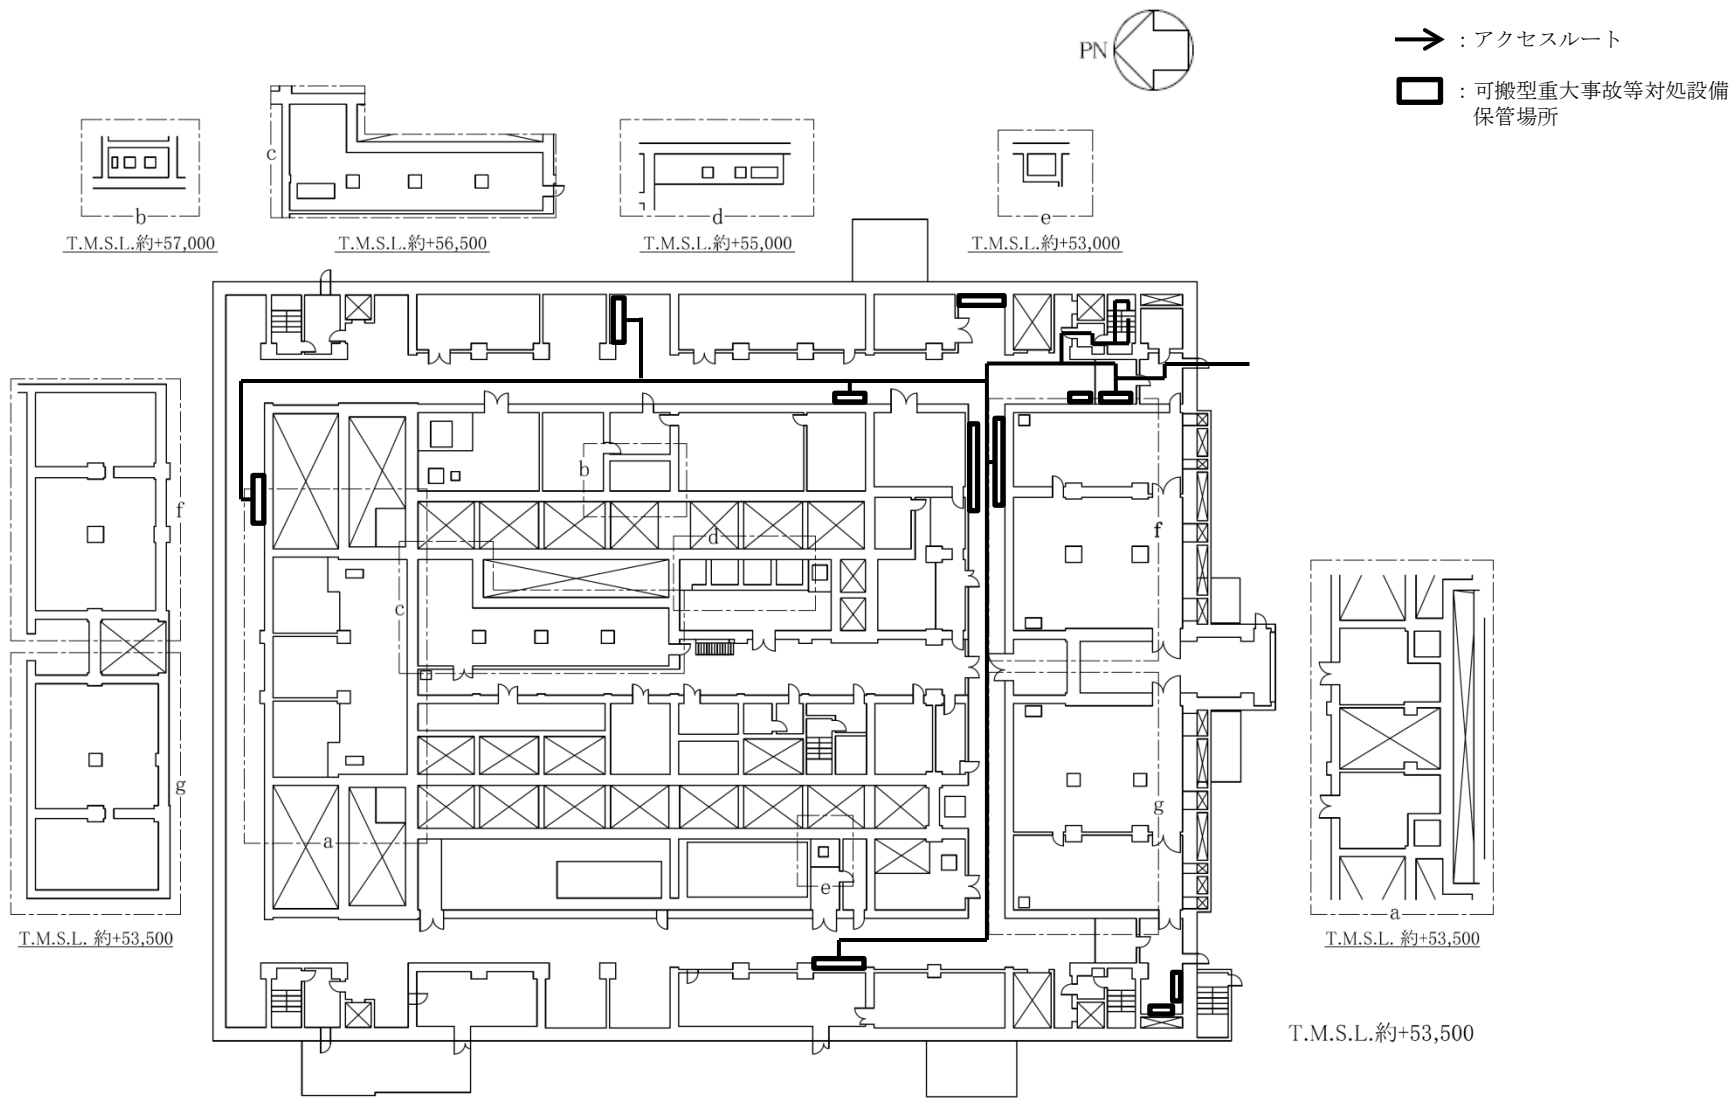 PN
：アクセスルート
：可搬型重大事故等対処設備
保管場所
c
b
d
e
T.M.S.L.約+57,000
T.M.S.L.約+56,500
T.M.S.L.約+55,000
T.M.S.L.約+53,000
b
f
f
d
c
g
g
a
e
a
T.M.S.L. 約+53,500
T.M.S.L. 約+53,500
T.M.S.L.約+53,500